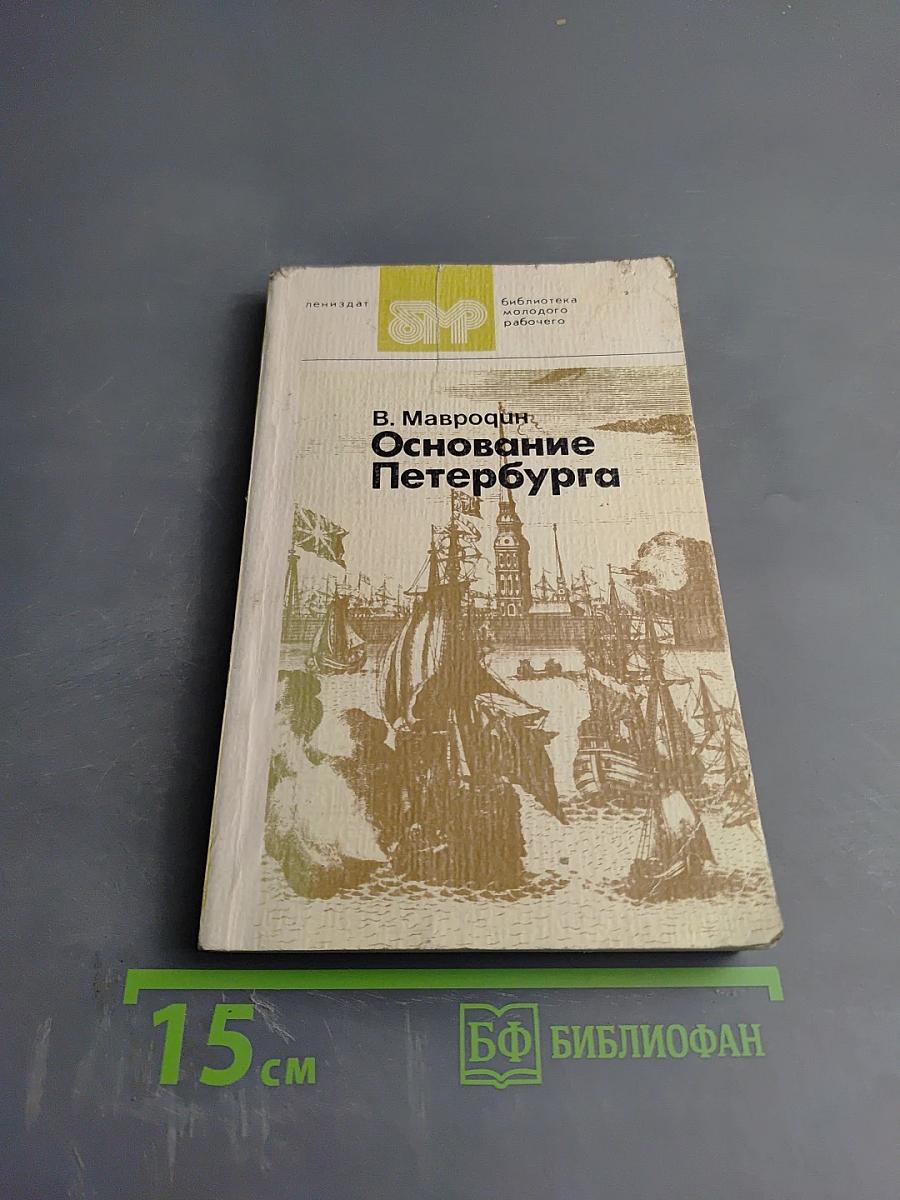 лениздат
бмр
библиотека
молодого
рабочего
В. Мавродин
Основание
Петербурга
15 см
БФ БИБЛИОФАН